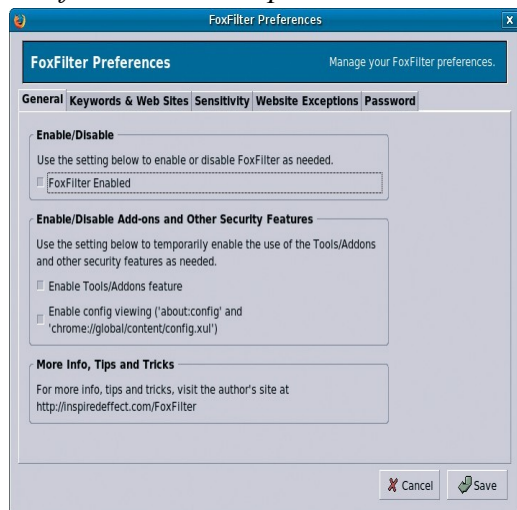 FoxFilter Preferences
X
FoxFilter Preferences
Manage your FoxFilter preferences.
General Keywords & Web Sites Sensitivity Website Exceptions Password
Enable/Disable
Use the setting below to enable or disable FoxFilter as needed.
FoxFilter Enabled
Enable/Disable Add-ons and Other Security Features
Use the setting below to temporarily enable the use of the Tools/Addons
and other security features as needed.
Enable Tools/Addons feature
Enable config viewing ('about:config' and
'chrome://global/content/config.xul')
More Info, Tips and Tricks
For more info, tips and tricks, visit the author's site at
http://inspiredeffect.com/FoxFilter
Cancel Save